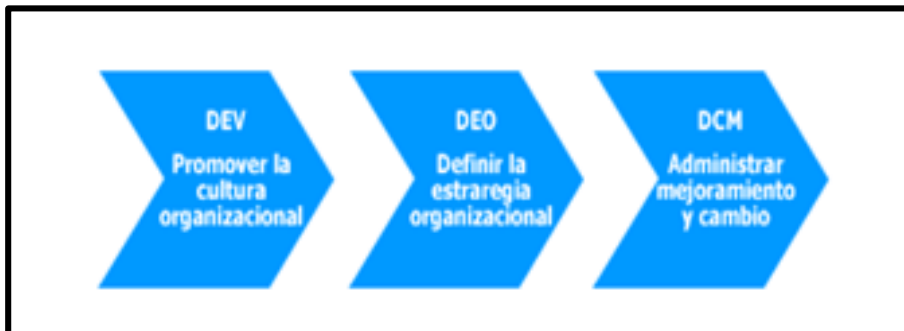 DEV
Promover la
cultura
organizacional
DEO
Definir la
estraregia
organizacional
DCM
Administrar
mejoramiento
y cambio